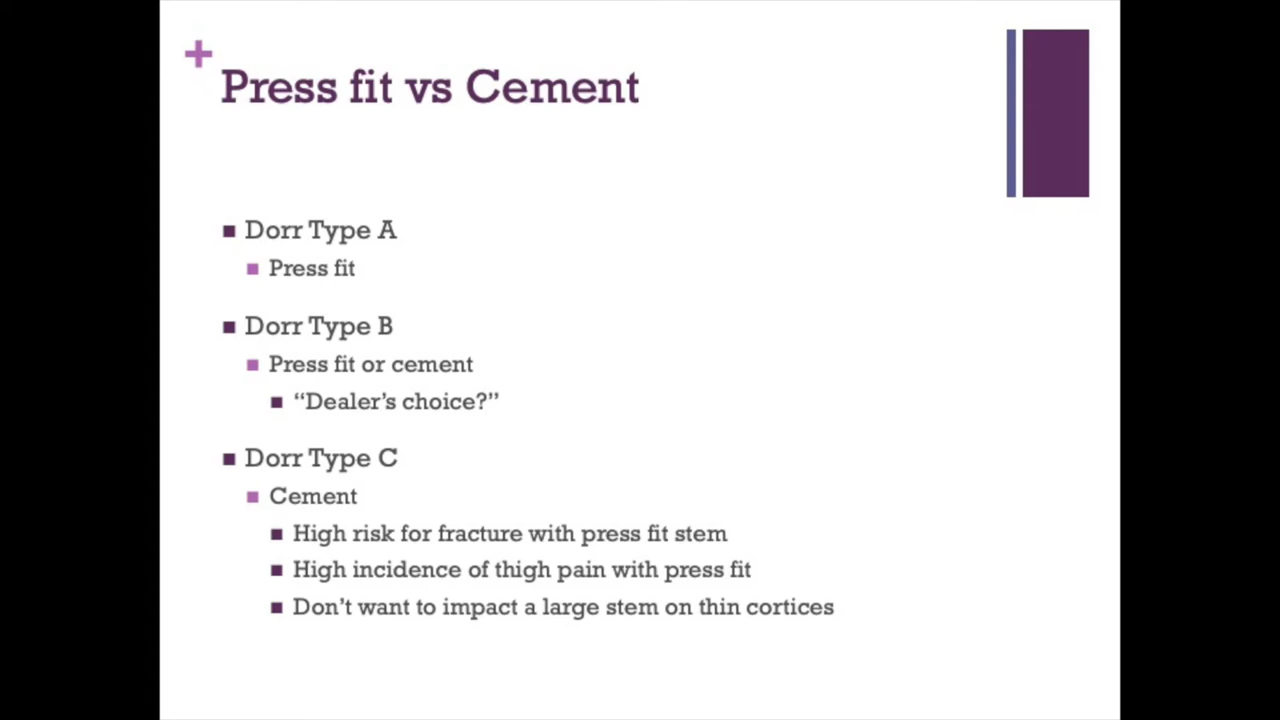 Press fit vs Cement
Dorr Type A
Press fit
Dorr Type B
Press fit or cement
“Dealer’s choice?”
Dorr Type C
Cement
High risk for fracture with press fit stem
High incidence of thigh pain with press fit
Don’t want to impact a large stem on thin cortices